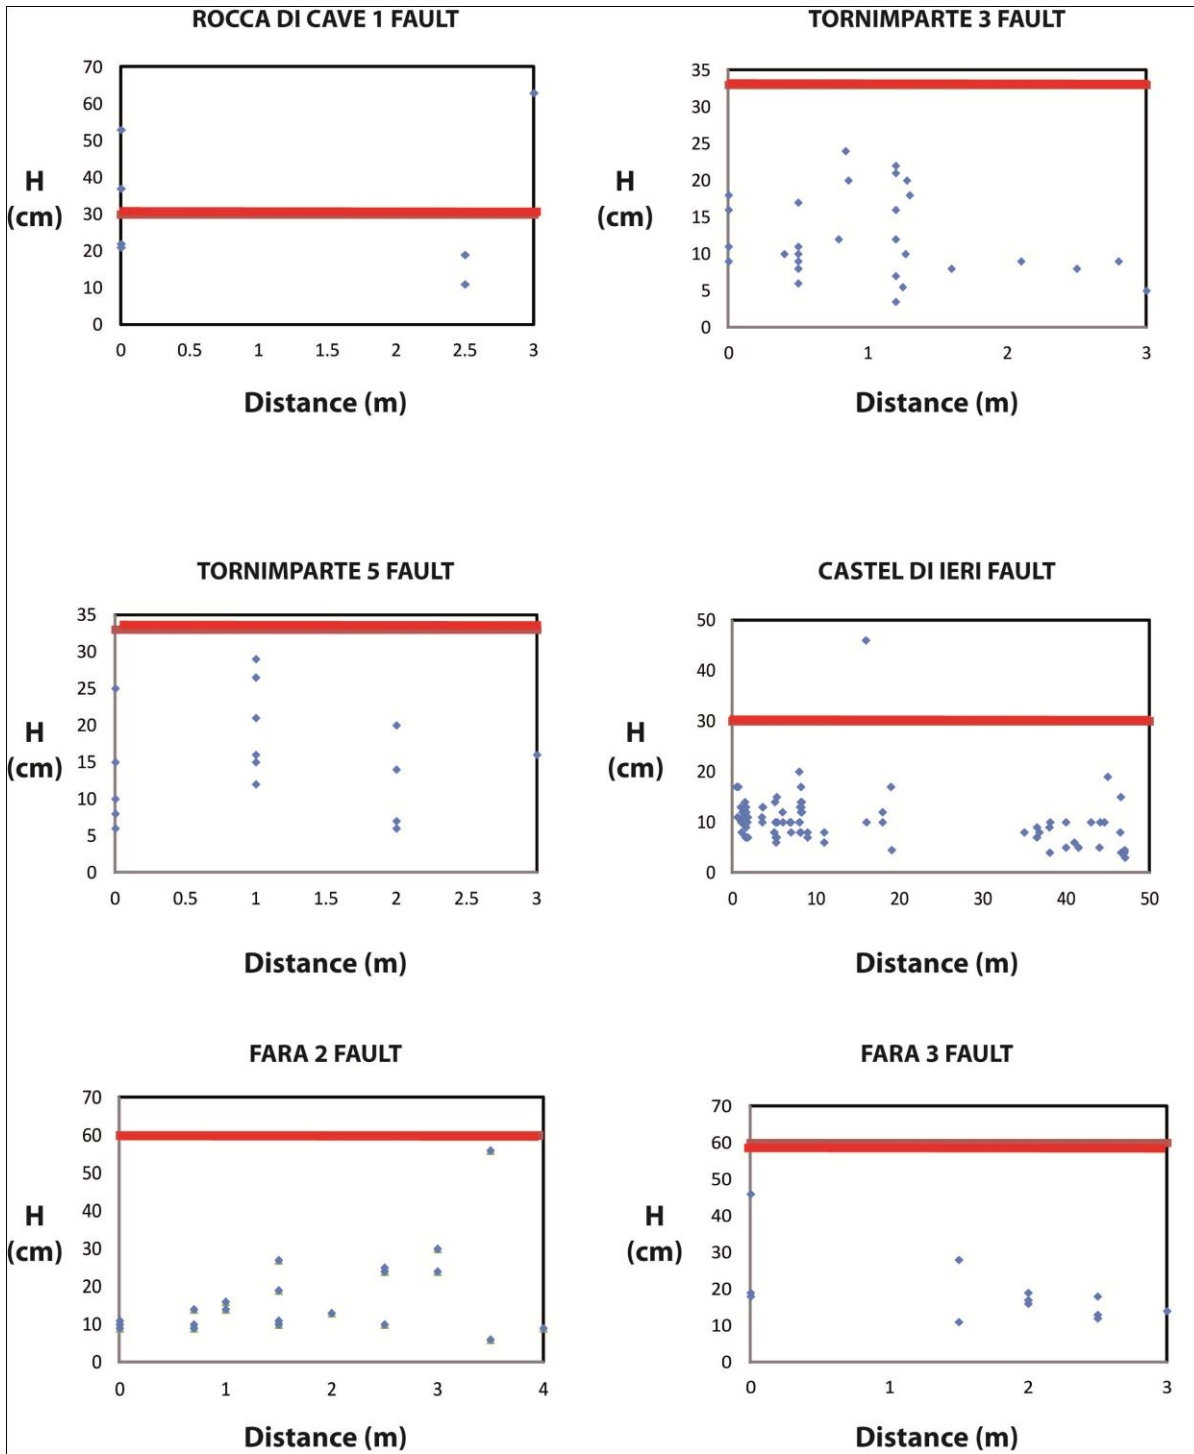 ROCCA DI CAVE 1 FAULT
70
60
50
40
30
20
10
0
H
(cm)
0 0.5 1 1.5 2 2.5 3
Distance (m)
TORNIMPARTE 3 FAULT
35
30
25
20
15
10
5
0
H
(cm)
0 1 2 3
Distance (m)
TORNIMPARTE 5 FAULT
35
30
25
20
15
10
5
0
H
(cm)
0 0.5 1 1.5 2 2.5 3
Distance (m)
CASTEL DI IERI FAULT
50
40
30
20
10
0
H
(cm)
0 10 20 30 40 50
Distance (m)
FARA 2 FAULT
70
60
50
40
30
20
10
0
H
(cm)
0 1 2 3 4
Distance (m)
FARA 3 FAULT
70
60
50
40
30
20
10
0
H
(cm)
0 1 2 3
Distance (m)